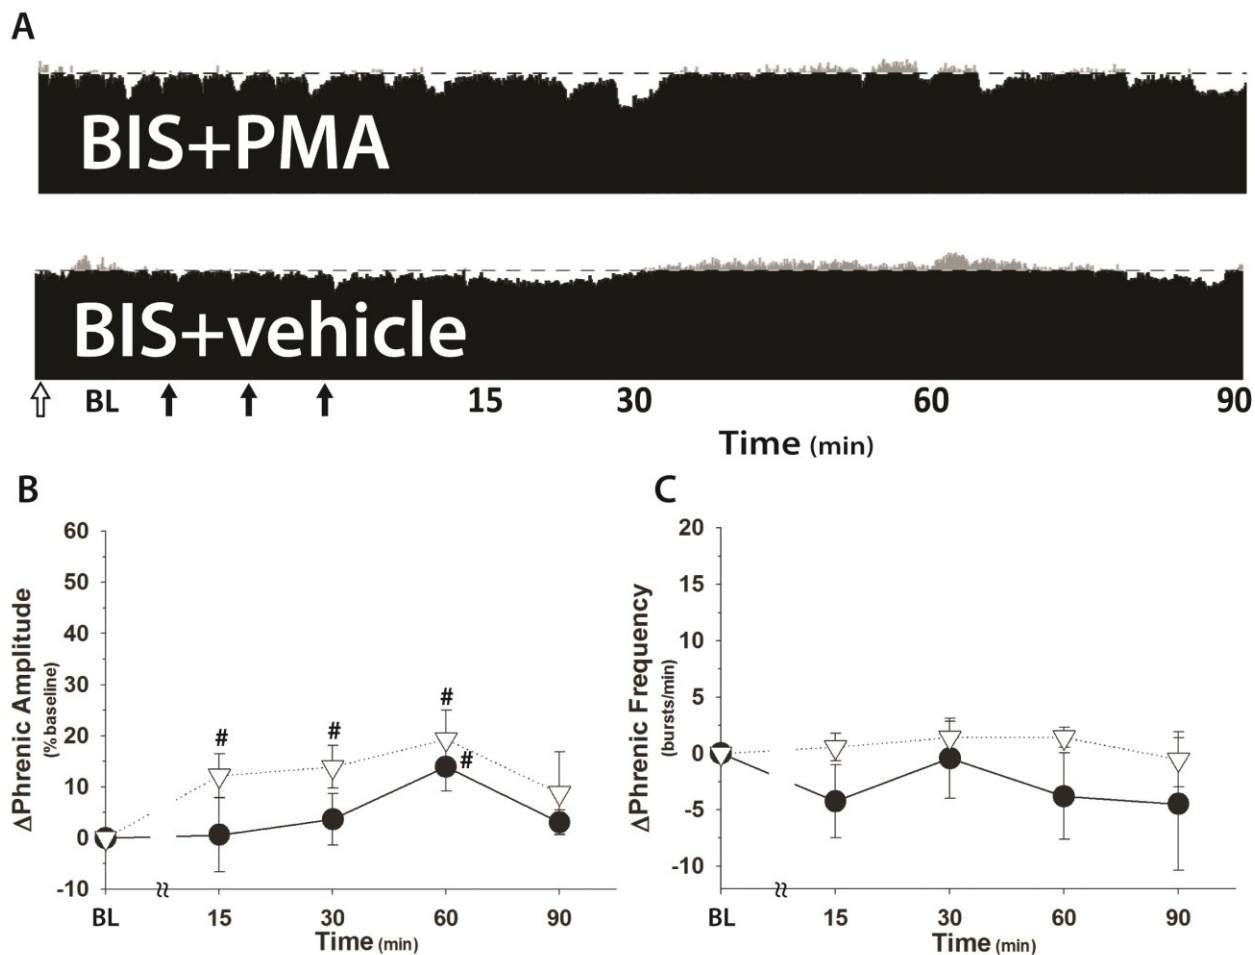 A
BIS+PMA
BIS+vehicle
BL 15 30 60 90
Time (min)
B
60
50
40
30
20
10
0
-10
ΔPhrenic Amplitude
(% baseline)
#
#
#
#
BL 15 30 60 90
Time (min)
C
20
15
10
5
0
-5
-10
ΔPhrenic Frequency
(bursts/min)
BL 15 30 60 90
Time (min)